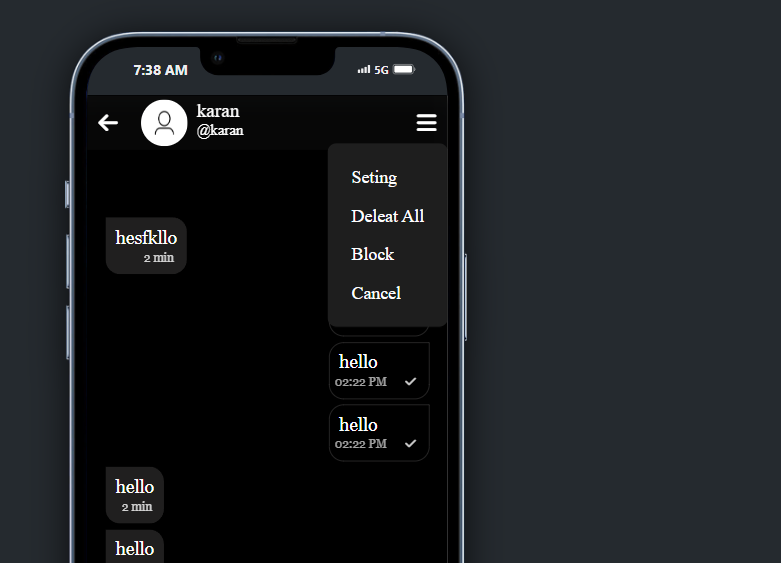 7:38 AM
5G
karan
@karan
Seting
Deleat All
Block
Cancel
hesfkllo
2 min
hello
02:22 PM
hello
02:22 PM
hello
2 min
hello